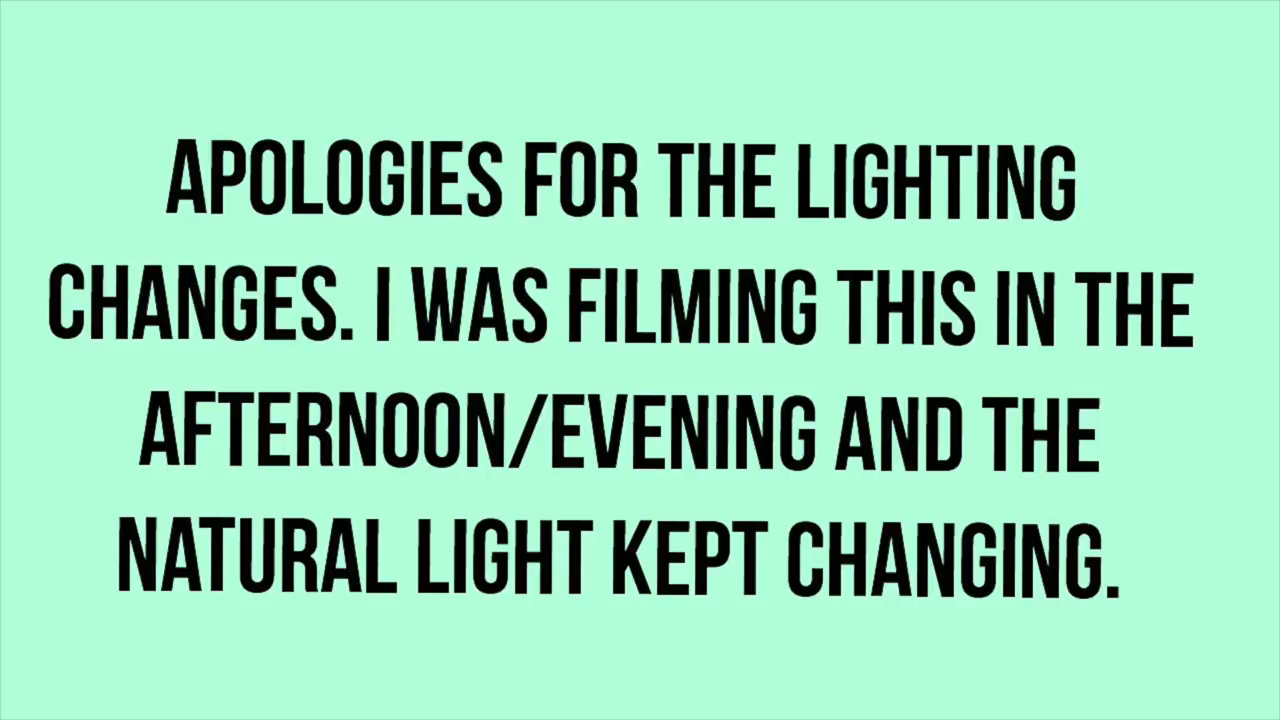 APOLOGIES FOR THE LIGHTING
CHANGES. I WAS FILMING THIS IN THE
AFTERNOON/EVENING AND THE
NATURAL LIGHT KEPT CHANGING.